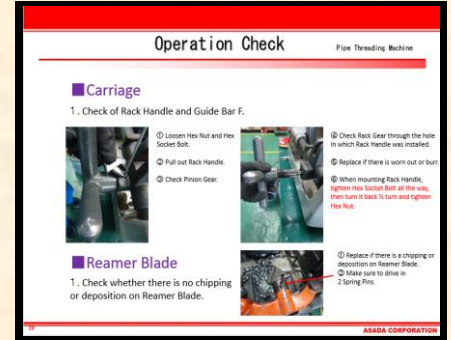 Operation Check
Pipe Threading Machine
■Carriage
1. Check of Rack Handle and Guide Bar F.
① Loosen Hex Nut and Hex
Socket Bolt.
② Pull out Rack Handle.
③ Check Pinion Gear.
④ Check Rack Gear through the hole
in which Rack Handle was installed.
⑤ Replace if there is worn out or burr.
⑥ When mounting Rack Handle,
tighten Hex Socket Bolt all the way,
then turn it back ½ turn and tighten
Hex Nut.
■Reamer Blade
1. Check whether there is no chipping
or deposition on Reamer Blade.
① Replace if there is a chipping or
deposition on Reamer Blade.
② Make sure to drive in
2 Spring Pins.
ASADA CORPORATION